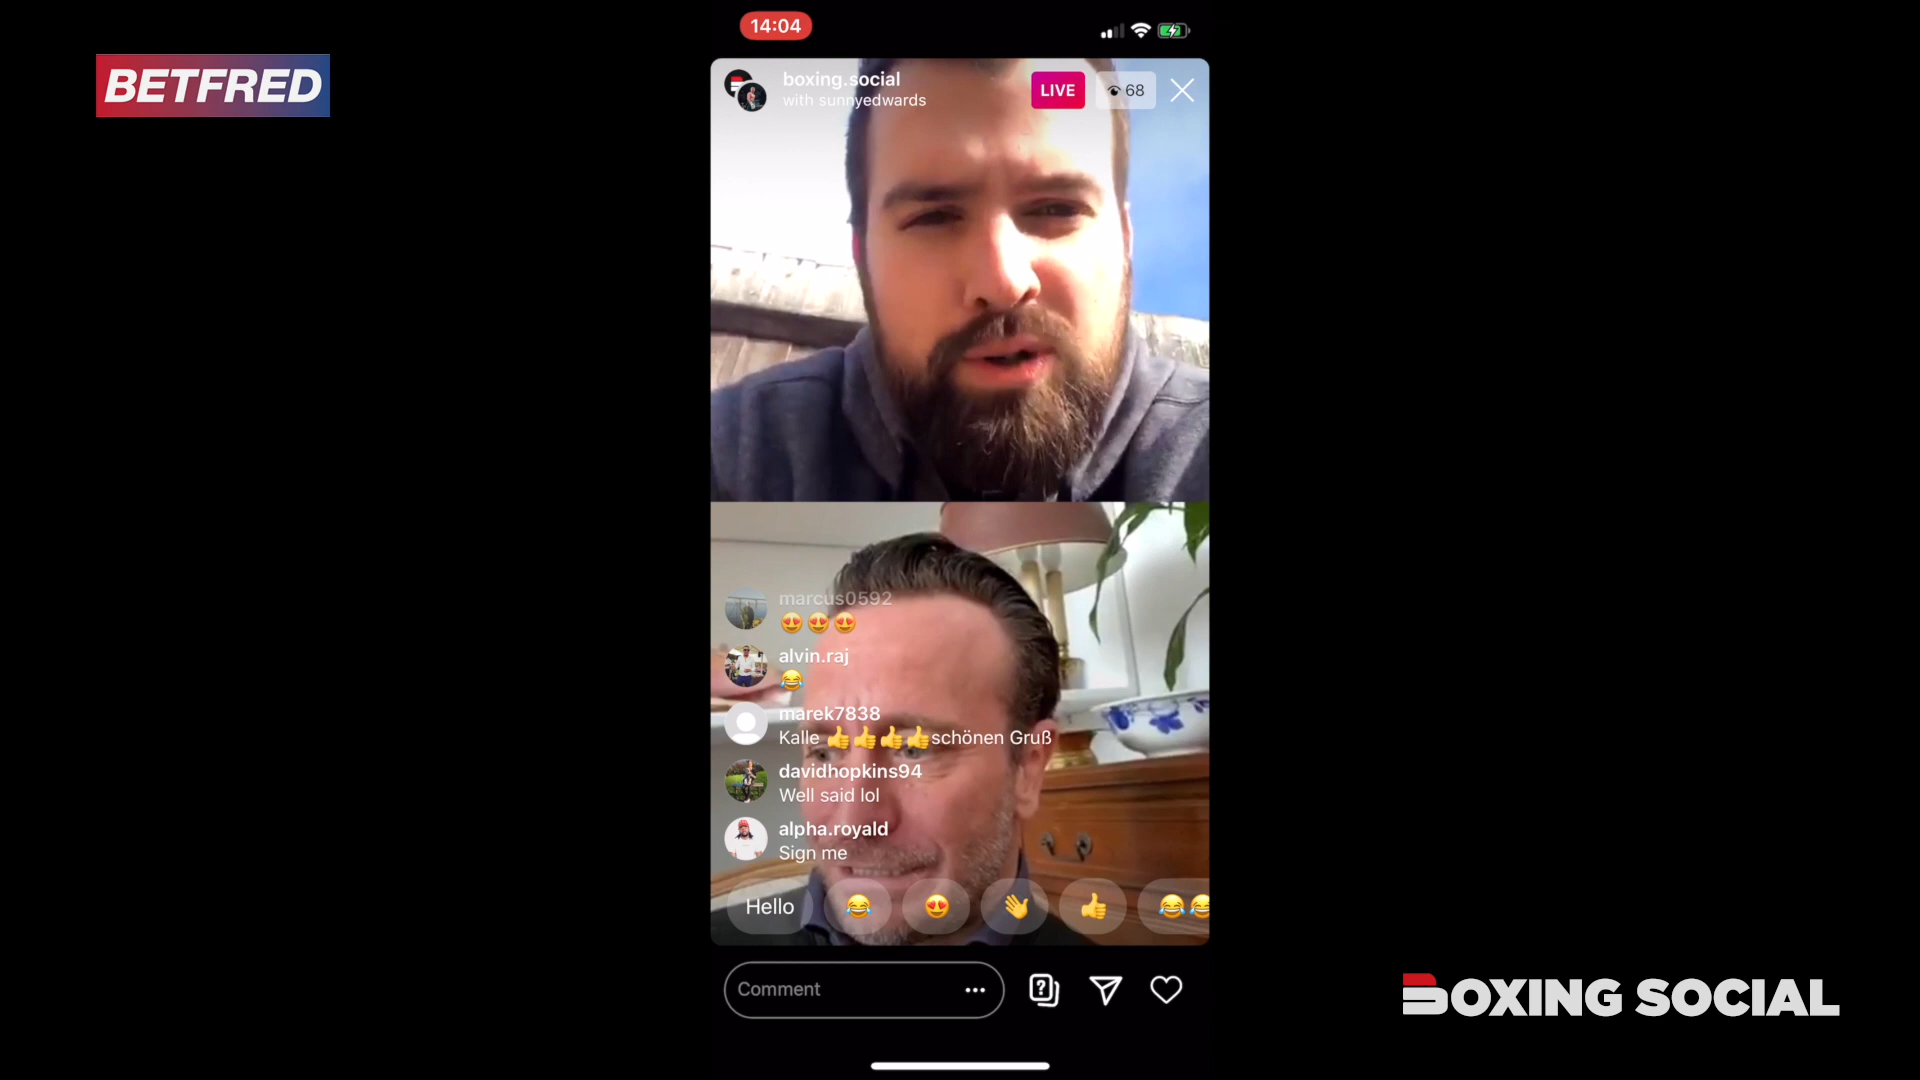 BETFRED
14:04
boxing.social
with sunnyedwards
LIVE
68
marcus0592
😍😍😍
alvin.raj
😂
marek7838
Kalle 👍👍👍👍schönen Gruß
davidhopkins94
Well said lol
alpha.royald
Sign me
Hello 😂 😍 👋 👍 😂😂
Comment
BOXING SOCIAL